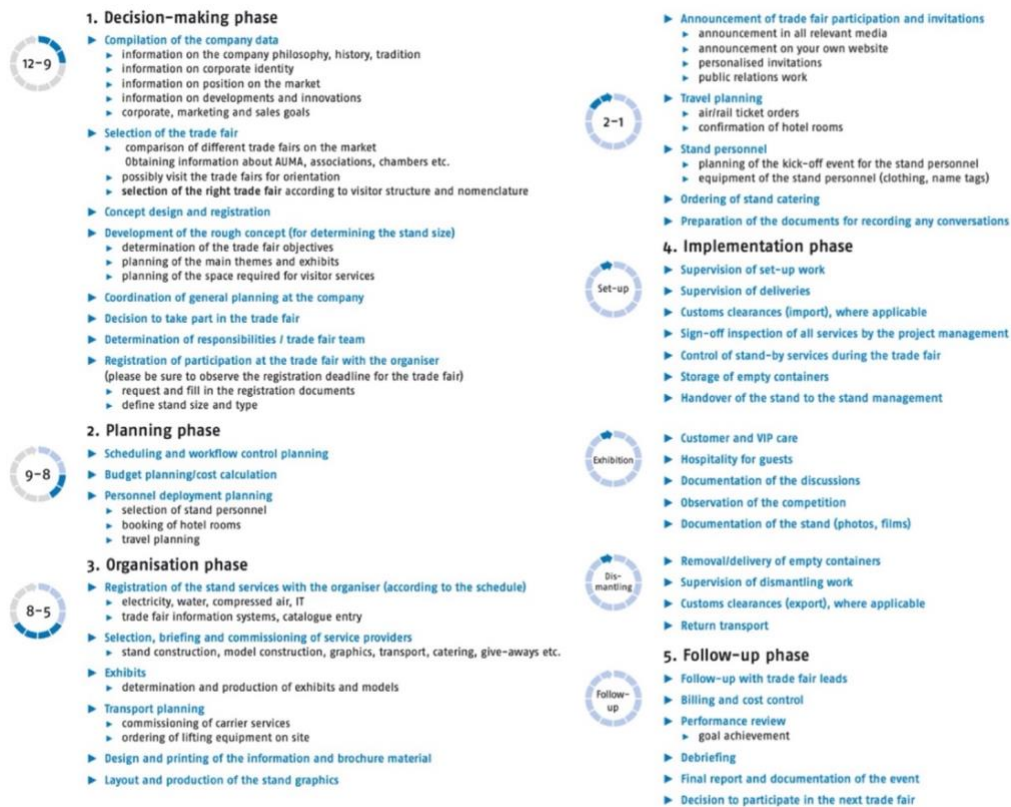 1. Decision-making phase
12-9
Compilation of the company data
information on the company philosophy, history, tradition
information on corporate identity
information on position on the market
information on developments and innovations
corporate, marketing and sales goals
Selection of the trade fair
comparison of different trade fairs on the market
Obtaining information about AUMA, associations, chambers etc.
possibly visit the trade fairs for orientation
selection of the right trade fair according to visitor structure and nomenclature
Concept design and registration
Development of the rough concept (for determining the stand size)
determination of the trade fair objectives
planning of the main themes and exhibits
planning of the space required for visitor services
Coordination of general planning at the company
Decision to take part in the trade fair
Determination of responsibilities / trade fair team
Registration of participation at the trade fair with the organiser
(please be sure to observe the registration deadline for the trade fair)
request and fill in the registration documents
define stand size and type
2. Planning phase
9-8
Scheduling and workflow control planning
Budget planning/cost calculation
Personnel deployment planning
selection of stand personnel
booking of hotel rooms
travel planning
3. Organisation phase
8-5
Registration of the stand services with the organiser (according to the schedule)
electricity, water, compressed air, IT
trade fair information systems, catalogue entry
Selection, briefing and commissioning of service providers
stand construction, model construction, graphics, transport, catering, give-aways etc.
Exhibits
determination and production of exhibits and models
Transport planning
commissioning of carrier services
ordering of lifting equipment on site
Design and printing of the information and brochure material
Layout and production of the stand graphics
Announcement of trade fair participation and invitations
announcement in all relevant media
announcement on your own website
personalised invitations
public relations work
2-1
Travel planning
air/rail ticket orders
confirmation of hotel rooms
Stand personnel
planning of the kick-off event for the stand personnel
equipment of the stand personnel (clothing, name tags)
Ordering of stand catering
Preparation of the documents for recording any conversations
4. Implementation phase
Set-up
Supervision of set-up work
Supervision of deliveries
Customs clearances (import), where applicable
Sign-off inspection of all services by the project management
Control of stand-by services during the trade fair
Storage of empty containers
Handover of the stand to the stand management
Exhibition
Customer and VIP care
Hospitality for guests
Documentation of the discussions
Observation of the competition
Documentation of the stand (photos, films)
Dis-
mantling
Removal/delivery of empty containers
Supervision of dismantling work
Customs clearances (export), where applicable
Return transport
5. Follow-up phase
Follow-
up
Follow-up with trade fair leads
Billing and cost control
Performance review
goal achievement
Debriefing
Final report and documentation of the event
Decision to participate in the next trade fair